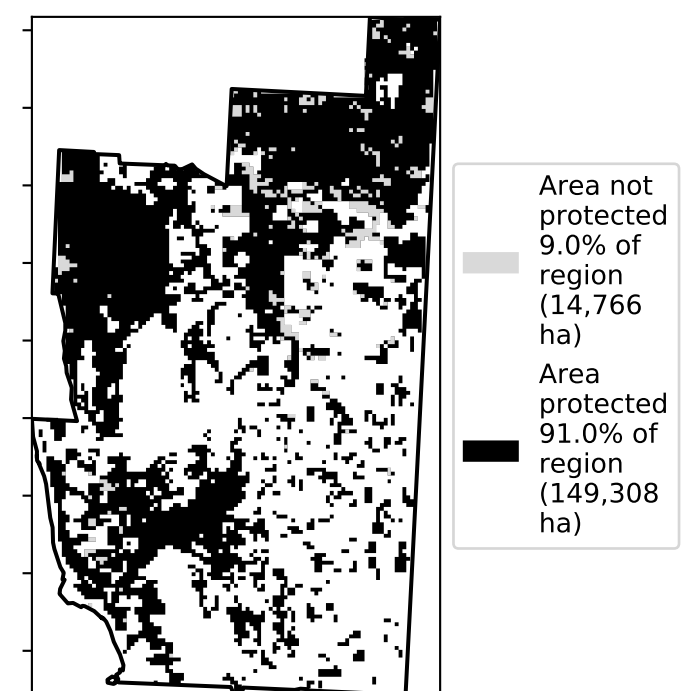 Area not
protected
9.0% of
region
(14,766
ha)
Area
protected
91.0% of
region
(149,308
ha)